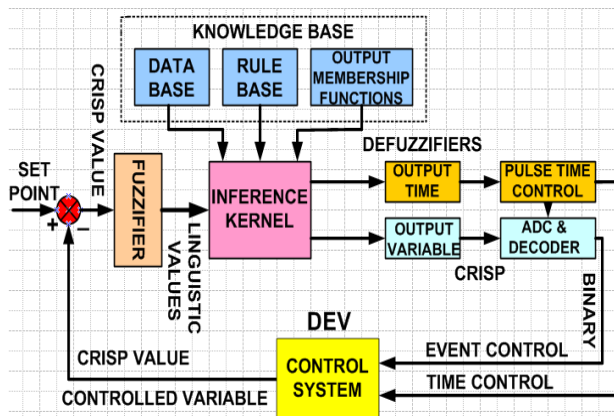 KNOWLEDGE BASE
DATA
BASE
RULE
BASE
OUTPUT
MEMBERSHIP
FUNCTIONS
CRISP VALUE
DEFUZZIFIERS
SET
POINT
+
−
FUZZIFIER
LINGUISTIC
VALUES
INFERENCE
KERNEL
OUTPUT
TIME
PULSE TIME
CONTROL
OUTPUT
VARIABLE
ADC &
DECODER
CRISP
BINARY
DEV
CONTROL
SYSTEM
EVENT CONTROL
TIME CONTROL
CRISP VALUE
CONTROLLED VARIABLE